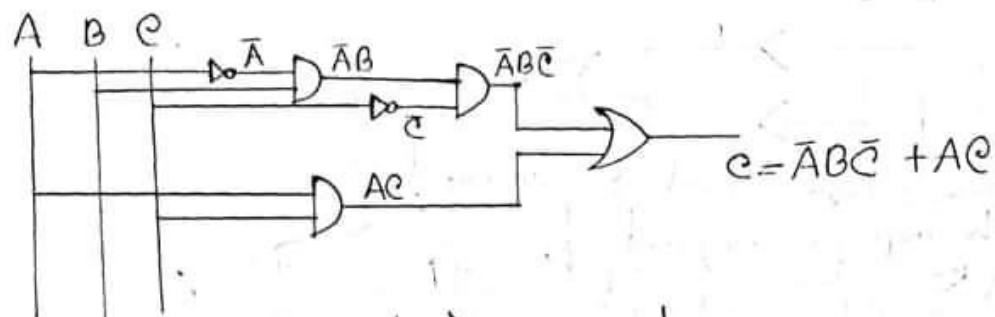 A B C
Ā ĀB ĀBC̄
C̄
C = ĀBC̄ + AC
AC